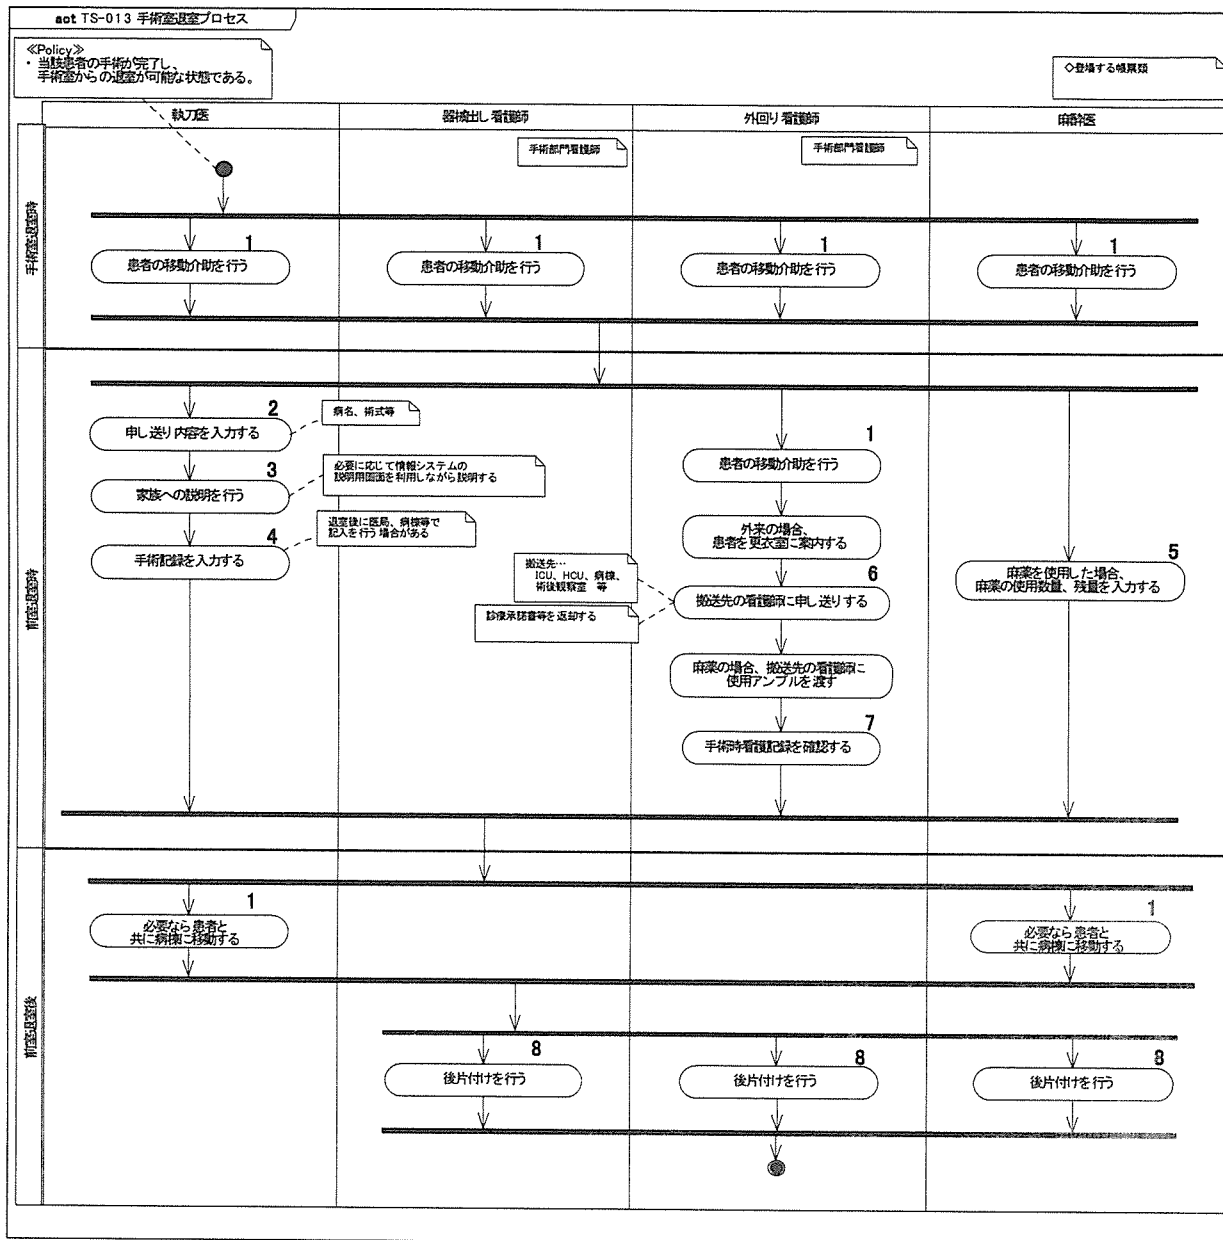 act TS-013 手術室退室プロセス
≪Policy≫
・ 当該患者の手術が完了し、
手術室からの退室が可能な状態である。
◇登場する帳票類
執刀医
器械出し看護師
外回り看護師
麻酔医
手術部門看護師
手術部門看護師
手術室退室時
1
患者の移動介助を行う
1
患者の移動介助を行う
1
患者の移動介助を行う
1
患者の移動介助を行う
前室退室時
2
申し送り内容を入力する
病名、術式等
3
家族への説明を行う
必要に応じて情報システムの
説明用画面を利用しながら説明する
4
手術記録を入力する
退室後に医局、病棟等で
記入を行う場合がある
1
患者の移動介助を行う
外来の場合、
患者を更衣室に案内する
6
搬送先の看護師に申し送りする
搬送先…
ICU、HCU、病棟、
術後観察室 等
診療承諾書等を返却する
麻薬の場合、搬送先の看護師に
使用アンプルを渡す
7
手術時看護記録を確認する
5
麻薬を使用した場合、
麻薬の使用数量、残量を入力する
前室退室後
1
必要なら患者と
共に病棟に移動する
1
必要なら患者と
共に病棟に移動する
8
後片付けを行う
8
後片付けを行う
8
後片付けを行う